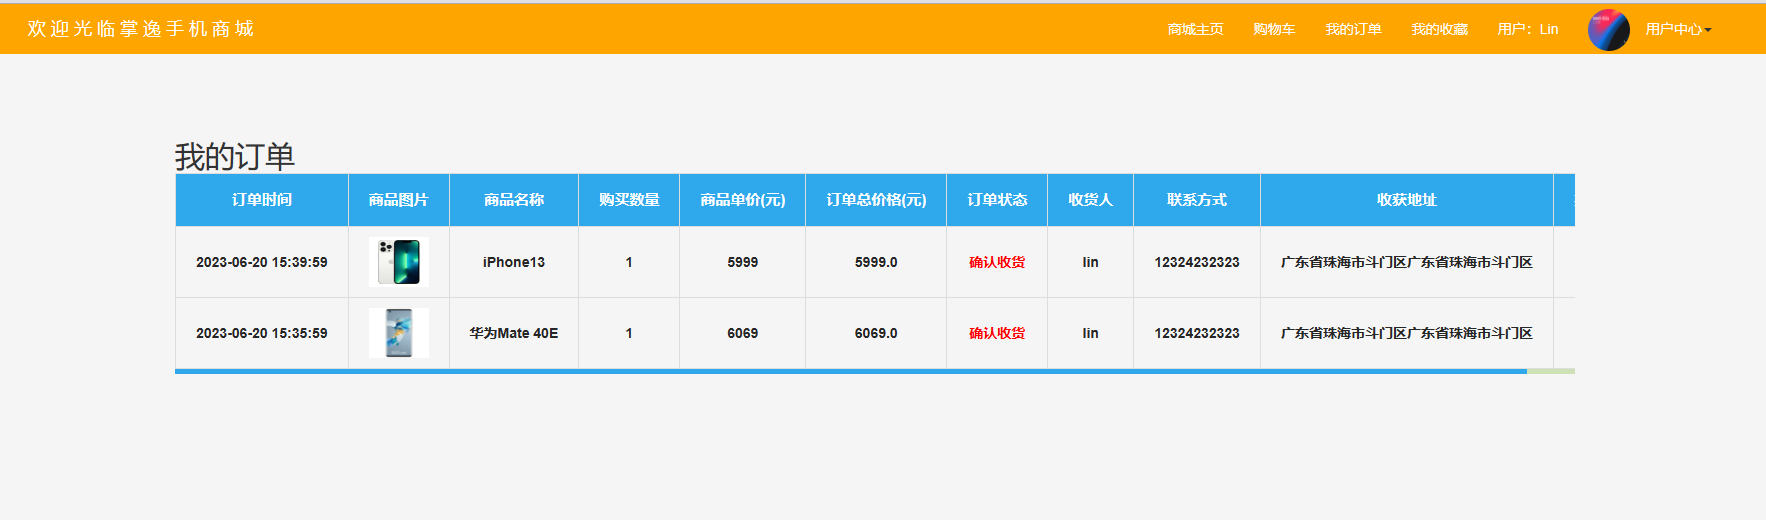 欢迎光临掌逸手机商城 商城主页 购物车 我的订单 我的收藏 用户：Lin 用户中心
我的订单
订单时间 商品图片 商品名称 购买数量 商品单价(元) 订单总价格(元) 订单状态 收货人 联系方式 收获地址
2023-06-20 15:39:59 iPhone13 1 5999 5999.0 确认收货 lin 12324232323 广东省珠海市斗门区广东省珠海市斗门区
2023-06-20 15:35:59 华为Mate 40E 1 6069 6069.0 确认收货 lin 12324232323 广东省珠海市斗门区广东省珠海市斗门区